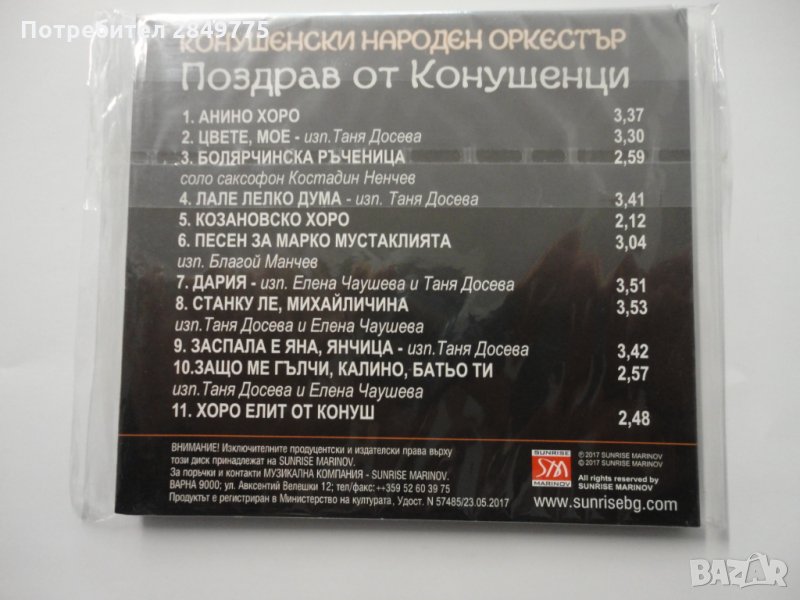 Потребител 2849775
КОНУШЕНСКИ НАРОДЕН ОРКЕСТЪР
Поздрав от Конушенци
1. АНИНО ХОРО 3,37
2. ЦВЕТЕ, МОЕ - изп.Таня Досева 3,30
3. БОЛЯРЧИНСКА РЪЧЕНИЦА 2,59
соло саксофон Костадин Ненчев
4. ЛАЛЕ ЛЕЛКО ДУМА - изп. Таня Досева 3,41
5. КОЗАНОВСКО ХОРО 2,12
6. ПЕСЕН ЗА МАРКО МУСТАКЛИЯТА 3,04
изп. Благой Манчев
7. ДАРИЯ - изп. Елена Чаушева и Таня Досева 3,51
8. СТАНКУ ЛЕ, МИХАЙЛИЧИНА 3,53
изп.Таня Досева и Елена Чаушева
9. ЗАСПАЛА Е ЯНА, ЯНЧИЦА - изп.Таня Досева 3,42
10.ЗАЩО МЕ ГЪЛЧИ, КАЛИНО, БАТЬО ТИ 2,57
изп.Таня Досева и Елена Чаушева
11. ХОРО ЕЛИТ ОТ КОНУШ 2,48
ВНИМАНИЕ! Изключителните продуцентски и издателски права върху
този диск принадлежат на SUNRISE MARINOV.
За поръчки и контакти МУЗИКАЛНА КОМПАНИЯ - SUNRISE MARINOV.
ВАРНА 9000; ул. Авксентий Велешки 12; тел/факс:++359 52 60 39 75
Продуктът е регистриран в Министерство на културата, Удост. N 57485/23.05.2017
SUNRISE
SM
MARINOV
℗ 2017 SUNRISE MARINOV
© 2017 SUNRISE MARINOV
All rights reserved by
SUNRISE MARINOV
www.sunrisebg.com
BAZAR